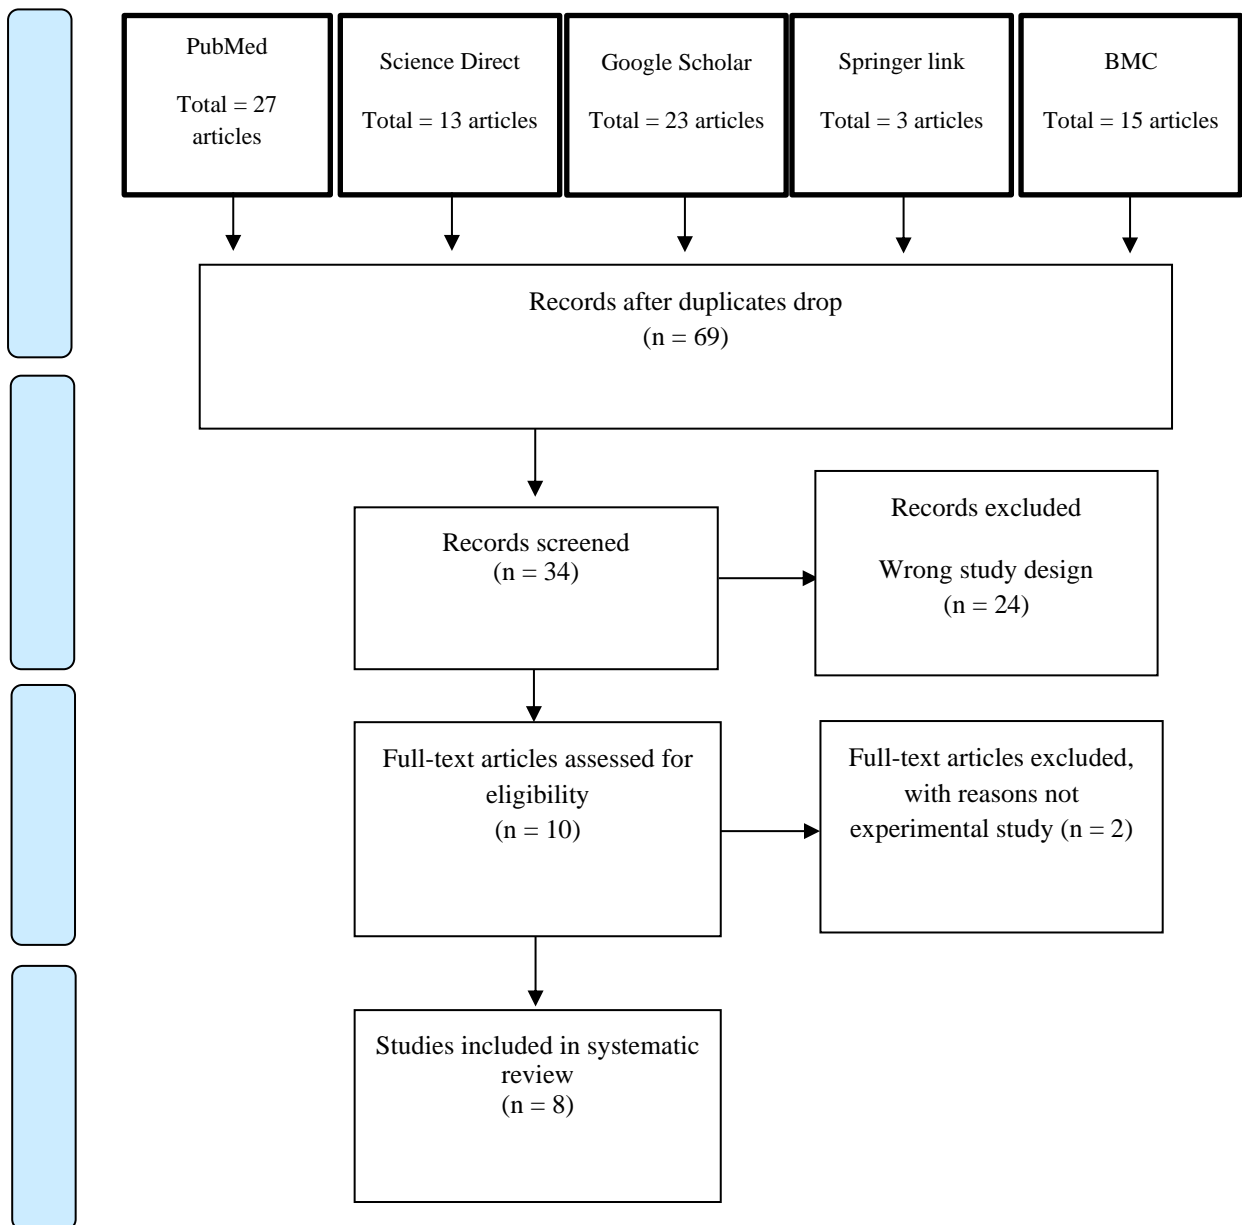 PubMed
Total = 27
articles
Science Direct
Total = 13 articles
Google Scholar
Total = 23 articles
Springer link
Total = 3 articles
BMC
Total = 15 articles
Records after duplicates drop
(n = 69)
Records screened
(n = 34)
Records excluded
Wrong study design
(n = 24)
Full-text articles assessed for
eligibility
(n = 10)
Full-text articles excluded,
with reasons not
experimental study (n = 2)
Studies included in systematic
review
(n = 8)